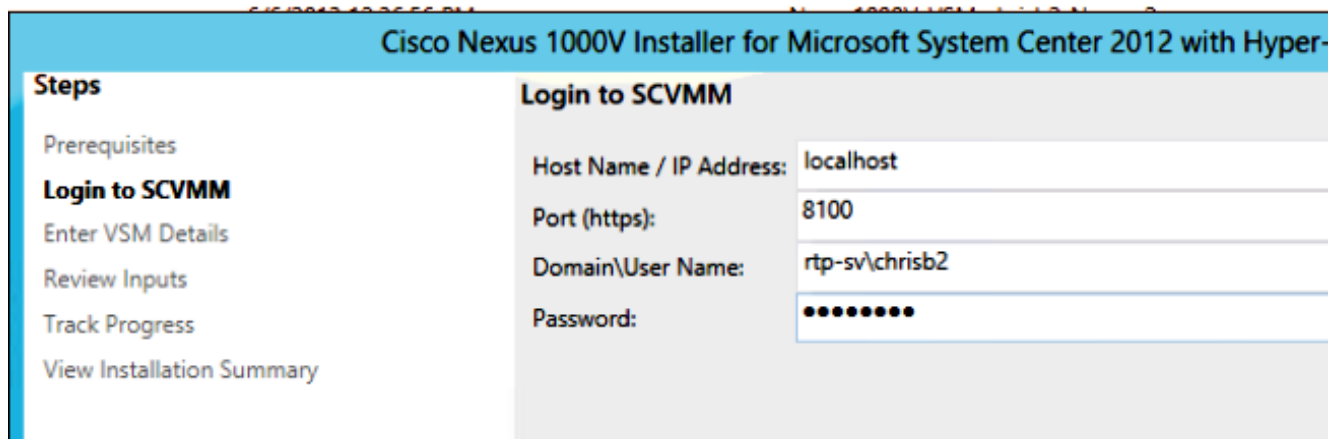 Cisco Nexus 1000V Installer for Microsoft System Center 2012 with Hyper-
Steps
Prerequisites
Login to SCVMM
Enter VSM Details
Review Inputs
Track Progress
View Installation Summary
Login to SCVMM
Host Name / IP Address: localhost
Port (https): 8100
Domain\User Name: rtp-sv\chrisb2
Password: ●●●●●●●●